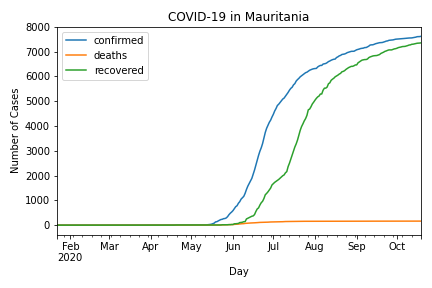 COVID-19 in Mauritania
confirmed
deaths
recovered
Number of Cases
8000
7000
6000
5000
4000
3000
2000
1000
0
Feb Mar Apr May Jun Jul Aug Sep Oct
2020
Day